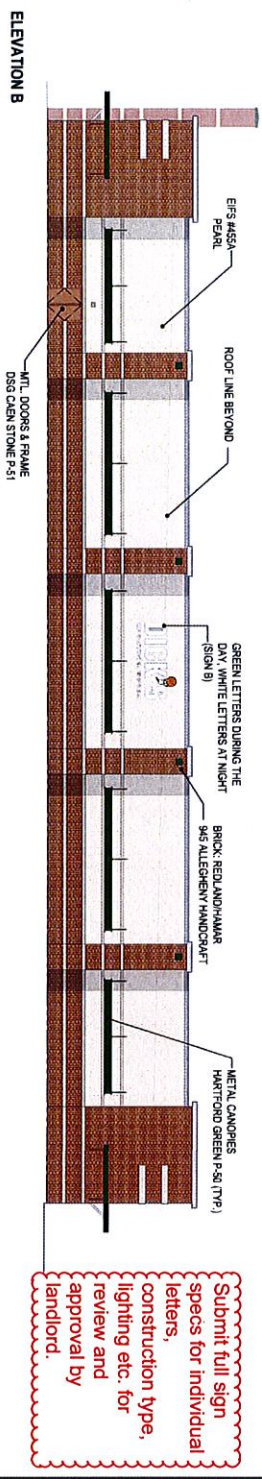 EIFS #455A
PEARL
ROOF LINE BEYOND
GREEN LETTERS DURING THE
DAY, WHITE LETTERS AT NIGHT
(SIGN B)
BRICK: REDLAND/HAMAR
945 ALLEGHENY HANDCRAFT
METAL CANOPIES
HARTFORD GREEN P-50 (TYP.)
MTL. DOORS & FRAME
DSG CAEN STONE P-51
ELEVATION B
Submit full sign
specs for individual
letters,
construction type,
lighting etc. for
review and
approval by
landlord.